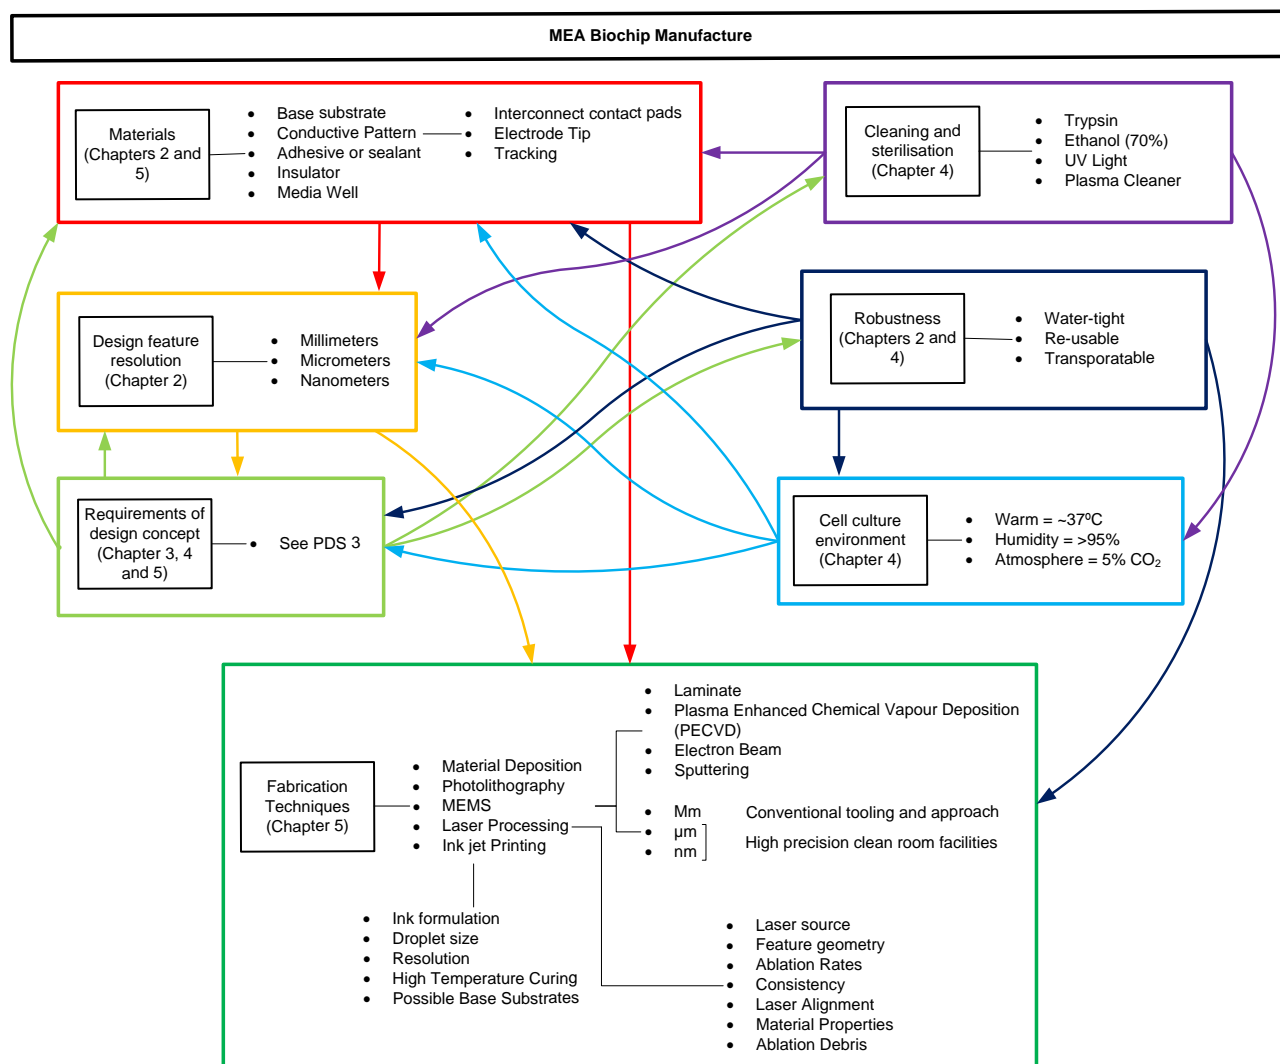 MEA Biochip Manufacture
Materials
(Chapters 2 and
5)
• Base substrate
• Conductive Pattern
• Adhesive or sealant
• Insulator
• Media Well
• Interconnect contact pads
• Electrode Tip
• Tracking
Cleaning and
sterilisation
(Chapter 4)
• Trypsin
• Ethanol (70%)
• UV Light
• Plasma Cleaner
Design feature
resolution
(Chapter 2)
• Millimeters
• Micrometers
• Nanometers
Robustness
(Chapters 2 and
4)
• Water-tight
• Re-usable
• Transporatable
Requirements of
design concept
(Chapter 3, 4
and 5)
• See PDS 3
Cell culture
environment
(Chapter 4)
• Warm = ~37ºC
• Humidity = >95%
• Atmosphere = 5% CO₂
Fabrication
Techniques
(Chapter 5)
• Material Deposition
• Photolithography
• MEMS
• Laser Processing
• Ink jet Printing
• Laminate
• Plasma Enhanced Chemical Vapour Deposition
(PECVD)
• Electron Beam
• Sputtering
• Mm Conventional tooling and approach
• µm
• nm
High precision clean room facilities
• Ink formulation
• Droplet size
• Resolution
• High Temperature Curing
• Possible Base Substrates
• Laser source
• Feature geometry
• Ablation Rates
• Consistency
• Laser Alignment
• Material Properties
• Ablation Debris